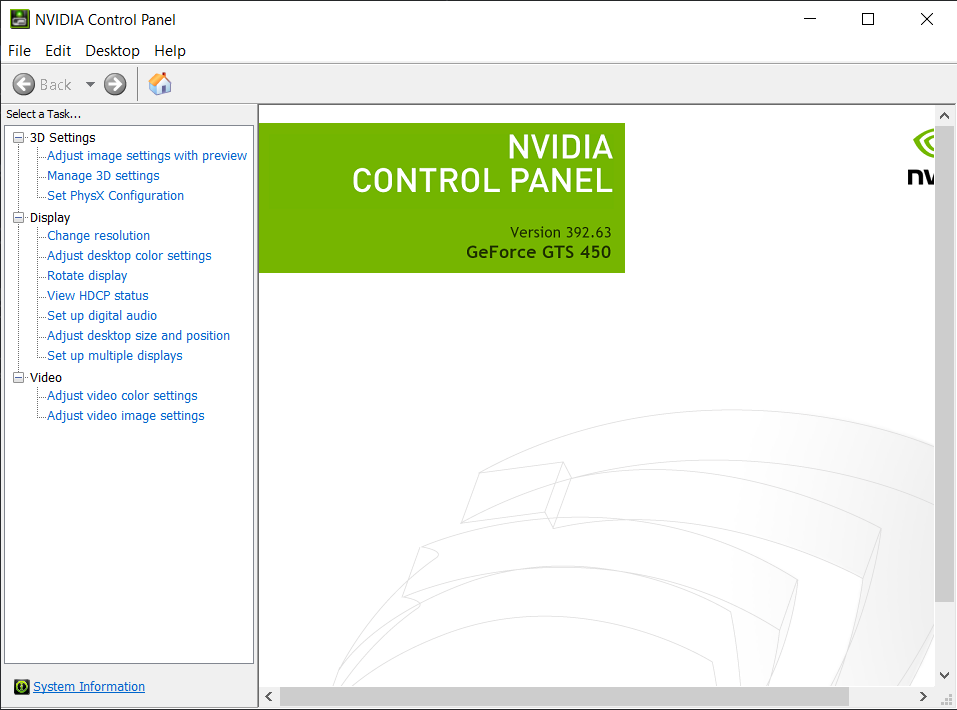 NVIDIA Control Panel
File Edit Desktop Help
Back
Select a Task...
3D Settings
Adjust image settings with preview
Manage 3D settings
Set PhysX Configuration
Display
Change resolution
Adjust desktop color settings
Rotate display
View HDCP status
Set up digital audio
Adjust desktop size and position
Set up multiple displays
Video
Adjust video color settings
Adjust video image settings
System Information
NVIDIA
CONTROL PANEL
Version 392.63
GeForce GTS 450